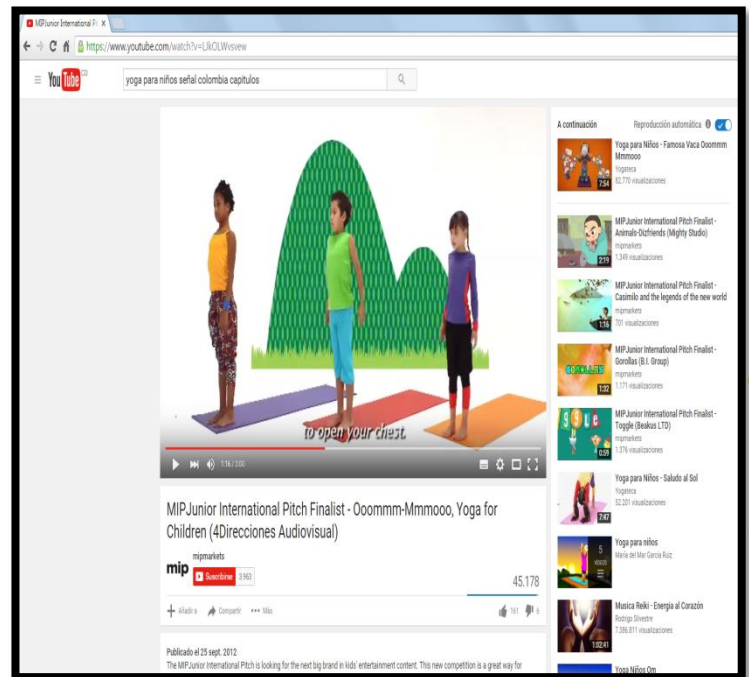 MIPJunior International Pi
https://www.youtube.com/watch?v=LJkOLWvsvew
YouTube CO
yoga para niños señal colombia capitulos
to open your chest.
1:16 / 2:00
MIPJunior International Pitch Finalist - Ooommm-Mmmooo, Yoga for
Children (4Direcciones Audiovisual)
mip
mipmarkets
Suscribirse 3.963
45.178
Añadir a Compartir Más
161 6
Publicado el 25 sept. 2012
The MIPJunior International Pitch is looking for the next big brand in kids' entertainment content. This new competition is a great way for
A continuación Reproducción automática
Yoga para Niños - Famosa Vaca Ooommm
Mmmooo
Yogateca
62.770 visualizaciones
7:54
MIPJunior International Pitch Finalist -
Animals-Dizfriends (Mighty Studio)
mipmarkets
1.349 visualizaciones
2:19
MIPJunior International Pitch Finalist -
Casimilo and the legends of the new world
mipmarkets
701 visualizaciones
1:16
MIPJunior International Pitch Finalist -
Gorollas (B.I. Group)
mipmarkets
1.171 visualizaciones
1:32
MIPJunior International Pitch Finalist -
Toggle (Beakus LTD)
mipmarkets
1.376 visualizaciones
0:59
Yoga para Niños - Saludo al Sol
Yogateca
52.201 visualizaciones
7:47
Yoga para niños
Maria del Mar Garcia Ruiz
5
VIDEOS
Musica Reiki - Energia al Corazón
Rodrigo Silvestre
7.386.811 visualizaciones
1:02:41
Yoga Niños Om